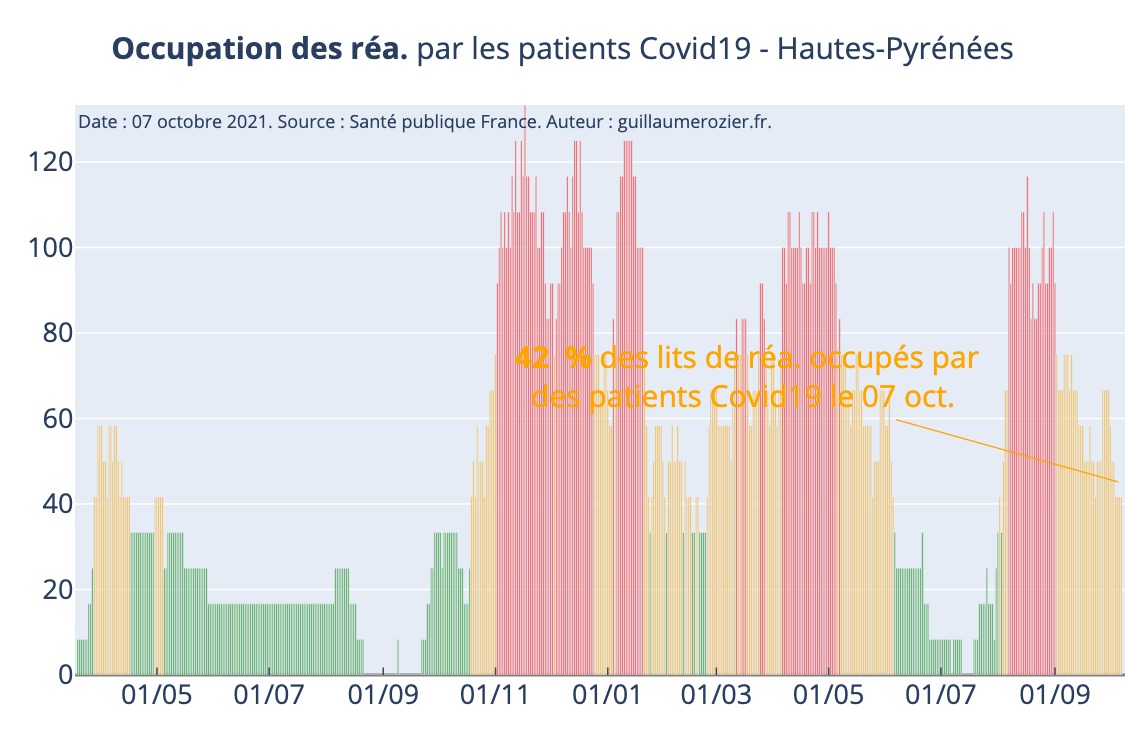 Occupation des réa. par les patients Covid19 - Hautes-Pyrénées
Date : 07 octobre 2021. Source : Santé publique France. Auteur : guillaumerozier.fr.
120
100
80
42 % des lits de réa. occupés par
des patients Covid19 le 07 oct.
60
40
20
0
01/05 01/07 01/09 01/11 01/01 01/03 01/05 01/07 01/09